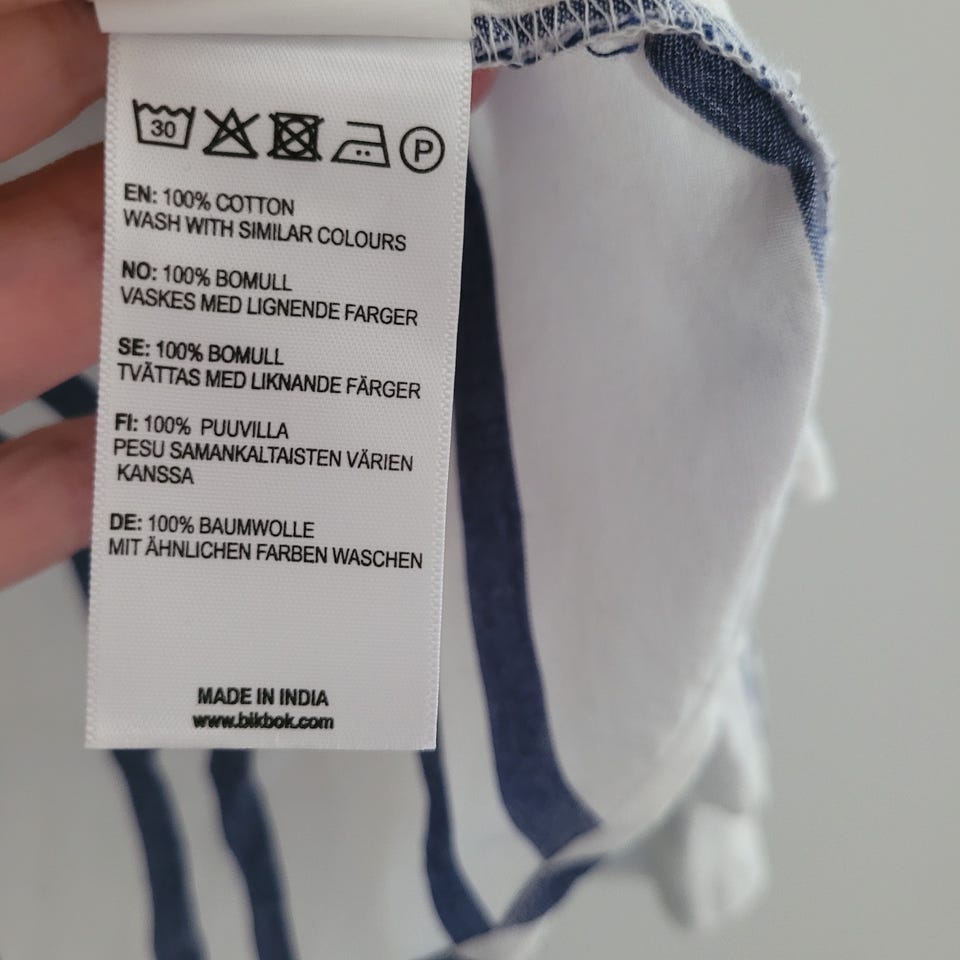 30 P
EN: 100% COTTON
WASH WITH SIMILAR COLOURS
NO: 100% BOMULL
VASKES MED LIGNENDE FARGER
SE: 100% BOMULL
TVÄTTAS MED LIKNANDE FÄRGER
FI: 100% PUUVILLA
PESU SAMANKALTAISTEN VÄRIEN
KANSSA
DE: 100% BAUMWOLLE
MIT ÄHNLICHEN FARBEN WASCHEN
MADE IN INDIA
www.bikbok.com